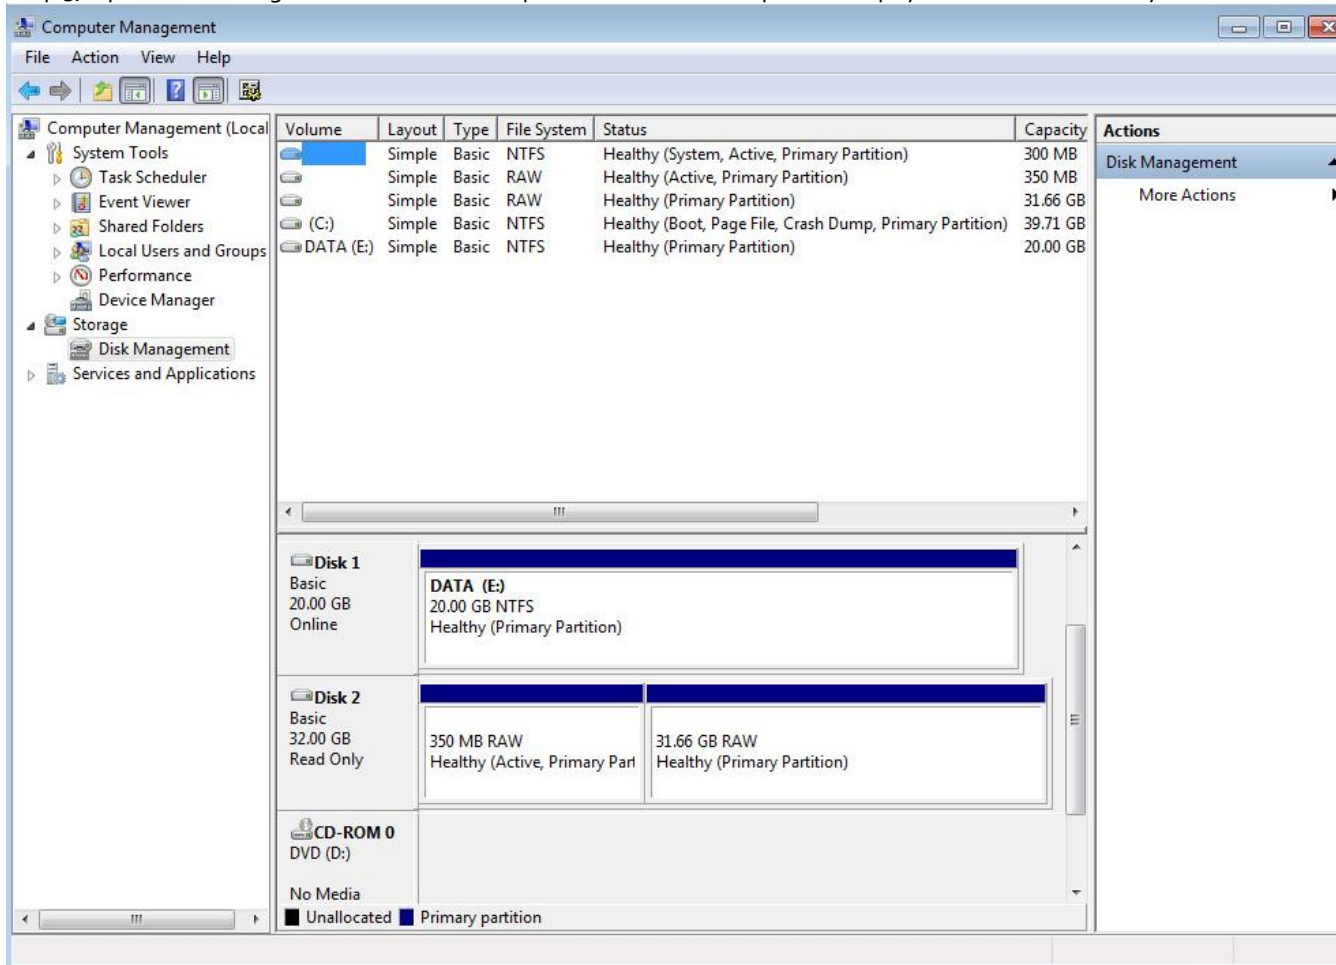 Computer Management
File Action View Help
Computer Management (Local
System Tools
Task Scheduler
Event Viewer
Shared Folders
Local Users and Groups
Performance
Device Manager
Storage
Disk Management
Services and Applications
Volume Layout Type File System Status Capacity
Simple Basic NTFS Healthy (System, Active, Primary Partition) 300 MB
Simple Basic RAW Healthy (Active, Primary Partition) 350 MB
Simple Basic RAW Healthy (Primary Partition) 31.66 GB
(C:) Simple Basic NTFS Healthy (Boot, Page File, Crash Dump, Primary Partition) 39.71 GB
DATA (E:) Simple Basic NTFS Healthy (Primary Partition) 20.00 GB
Disk 1
Basic
20.00 GB
Online
DATA (E:)
20.00 GB NTFS
Healthy (Primary Partition)
Disk 2
Basic
32.00 GB
Read Only
350 MB RAW
Healthy (Active, Primary Part
31.66 GB RAW
Healthy (Primary Partition)
CD-ROM 0
DVD (D:)
No Media
Unallocated Primary partition
Actions
Disk Management
More Actions